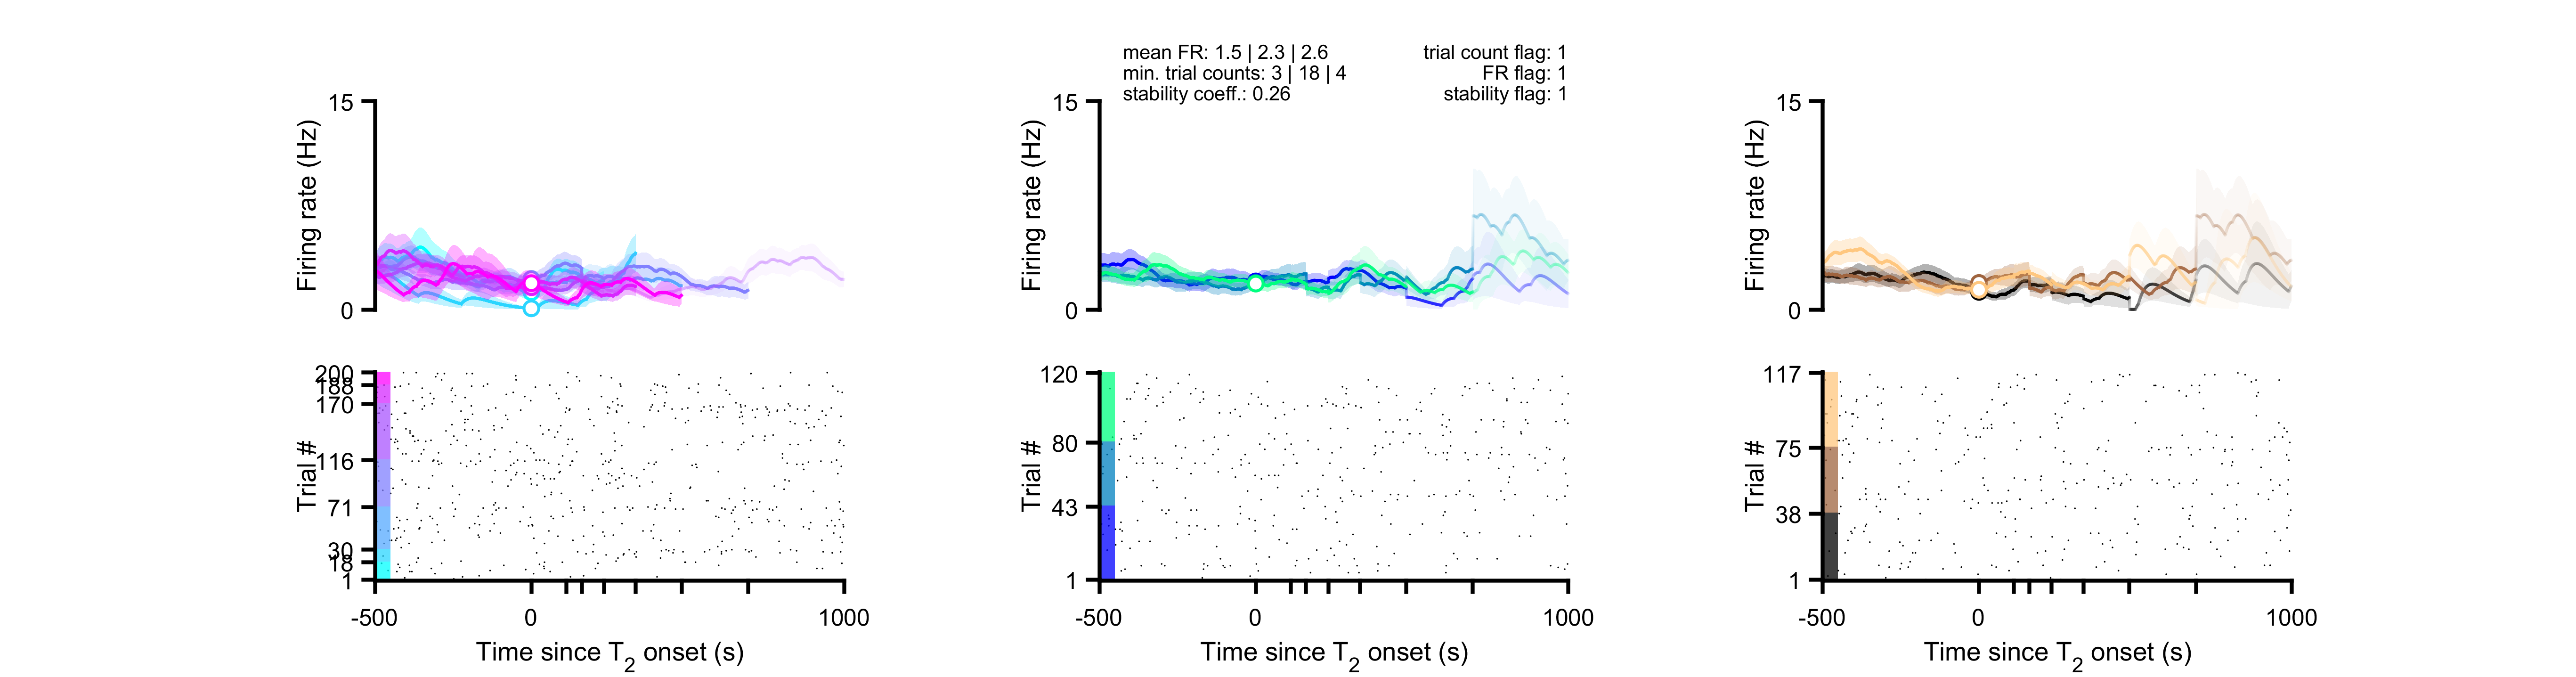 mean FR: 1.5 | 2.3 | 2.6
min. trial counts: 3 | 18 | 4
stability coeff.: 0.26
trial count flag: 1
FR flag: 1
stability flag: 1
15
Firing rate (Hz)
0
15
Firing rate (Hz)
0
15
Firing rate (Hz)
0
200
188
170
116
71
30
18
1
Trial #
-500 0 1000
Time since T2 onset (s)
120
80
43
1
Trial #
-500 0 1000
Time since T2 onset (s)
117
75
38
1
Trial #
-500 0 1000
Time since T2 onset (s)